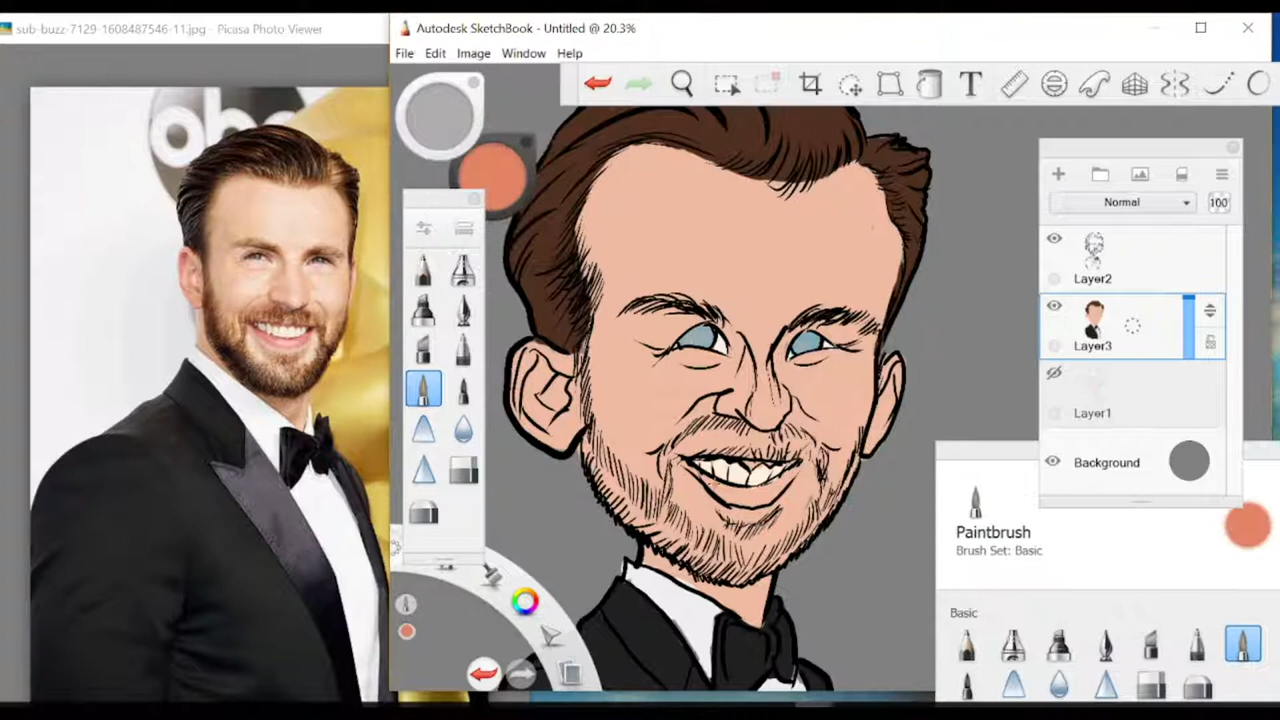 sub-buzz-7129-1608487546-11.jpg - Picasa Photo Viewer
Autodesk SketchBook - Untitled @ 20.3%
File Edit Image Window Help
abc
T
Normal 100
Layer2
Layer3
Layer1
Background
Paintbrush
Brush Set: Basic
Basic